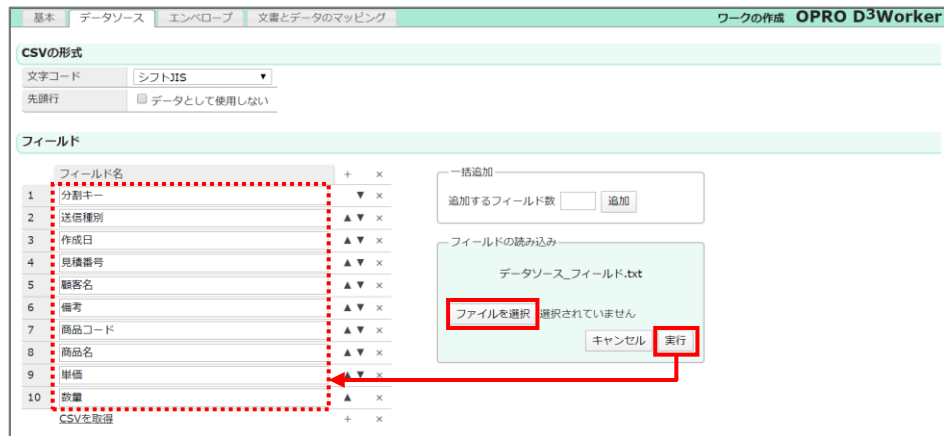 基本 データソース エンベロープ 文書とデータのマッピング ワークの作成 OPRO D3Worker
CSVの形式
文字コード シフトJIS ▼
先頭行 データとして使用しない
フィールド
フィールド名 + ×
1 分割キー ▼ ×
2 送信種別 ▲ ▼ ×
3 作成日 ▲ ▼ ×
4 見積番号 ▲ ▼ ×
5 顧客名 ▲ ▼ ×
6 備考 ▲ ▼ ×
7 商品コード ▲ ▼ ×
8 商品名 ▲ ▼ ×
9 単価 ▲ ▼ ×
10 数量 ▲ ×
CSVを取得 + ×
一括追加
追加するフィールド数 追加
フィールドの読み込み
データソース_フィールド.txt
ファイルを選択 選択されていません
キャンセル 実行